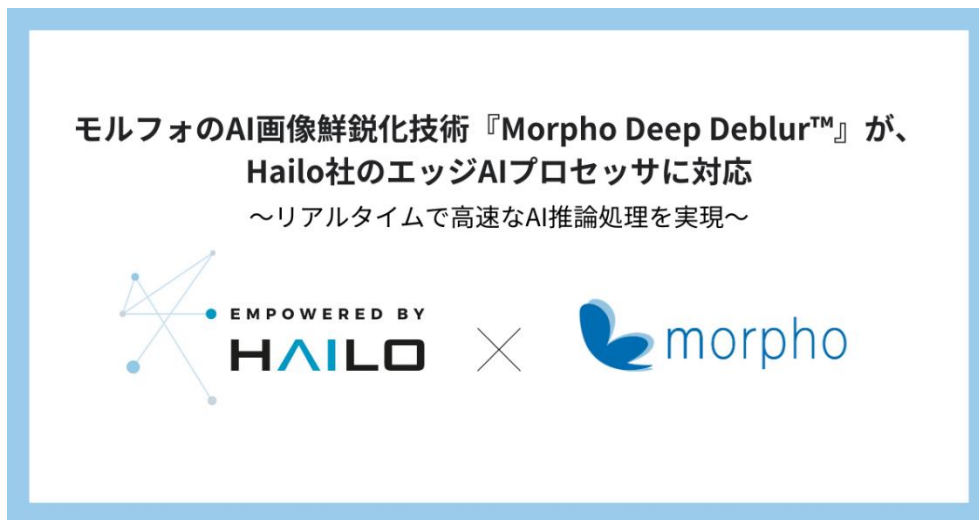 モルフォのAI画像鮮鋭化技術『Morpho Deep Deblur™』が、
Hailo社のエッジAIプロセッサに対応
～リアルタイムで高速なAI推論処理を実現～
EMPOWERED BY
HAILO
morpho